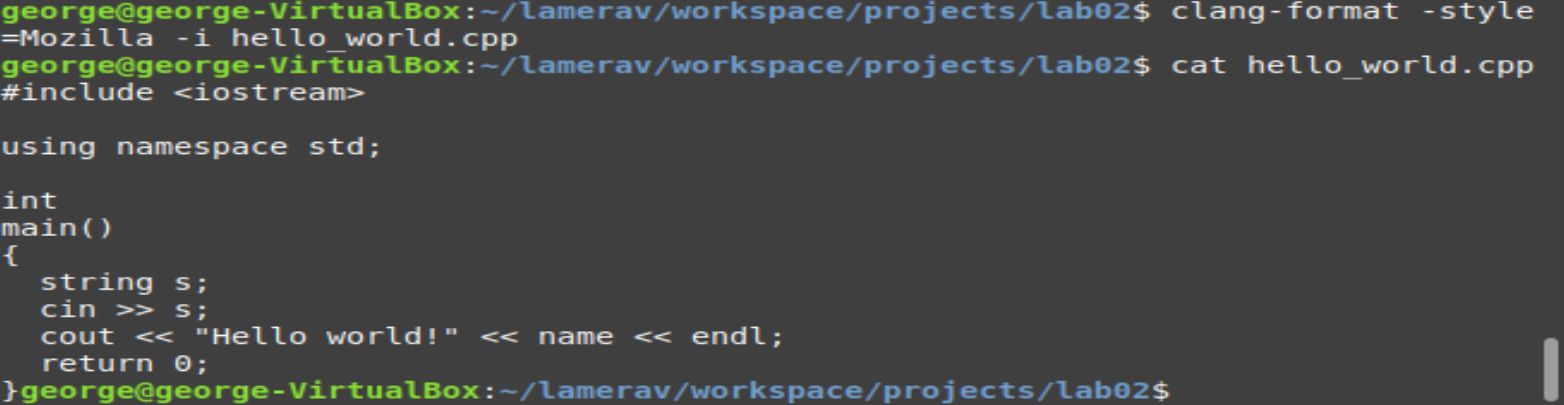 george@george-VirtualBox:~/lamerav/workspace/projects/lab02$ clang-format -style
=Mozilla -i hello_world.cpp
george@george-VirtualBox:~/lamerav/workspace/projects/lab02$ cat hello_world.cpp
#include <iostream>

using namespace std;

int
main()
{
  string s;
  cin >> s;
  cout << "Hello world!" << name << endl;
  return 0;
}george@george-VirtualBox:~/lamerav/workspace/projects/lab02$